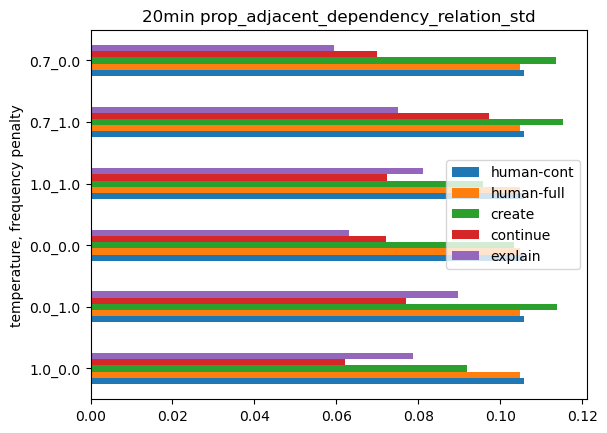 20min prop_adjacent_dependency_relation_std
temperature, frequency penalty
0.7_0.0
0.7_1.0
1.0_1.0
0.0_0.0
0.0_1.0
1.0_0.0
human-cont
human-full
create
continue
explain
0.00 0.02 0.04 0.06 0.08 0.10 0.12